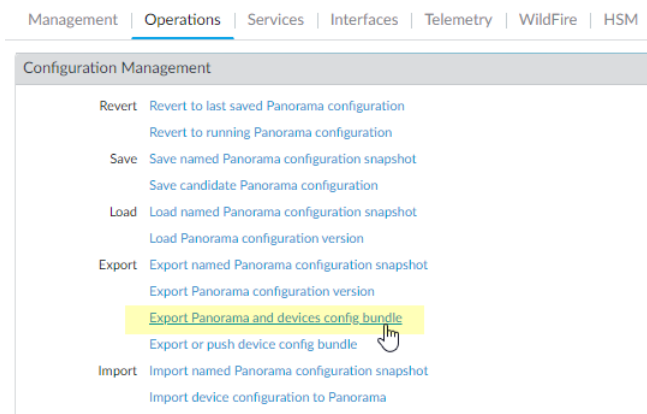 Management | Operations | Services | Interfaces | Telemetry | WildFire | HSM
Configuration Management
Revert Revert to last saved Panorama configuration
Revert to running Panorama configuration
Save Save named Panorama configuration snapshot
Save candidate Panorama configuration
Load Load named Panorama configuration snapshot
Load Panorama configuration version
Export Export named Panorama configuration snapshot
Export Panorama configuration version
Export Panorama and devices config bundle
Export or push device config bundle
Import Import named Panorama configuration snapshot
Import device configuration to Panorama